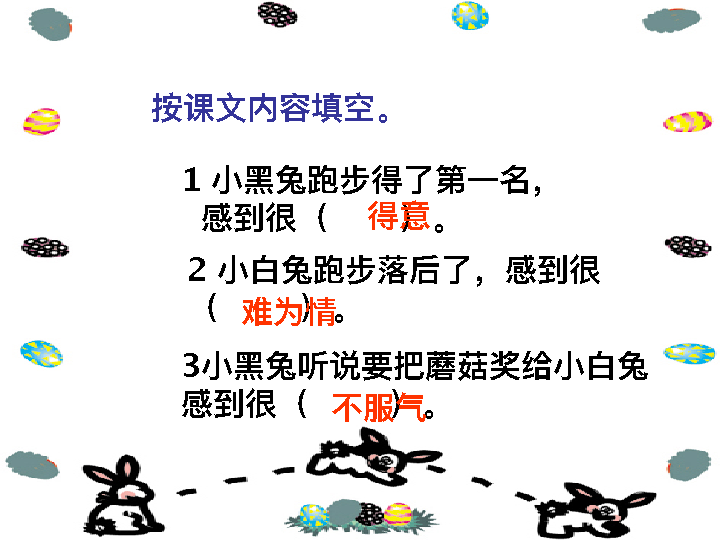 按课文内容填空。
1 小黑兔跑步得了第一名,
感到很（ 得意）。
2 小白兔跑步落后了，感到很
（ 难为情）。
3小黑兔听说要把蘑菇奖给小白兔
感到很（ 不服气）。